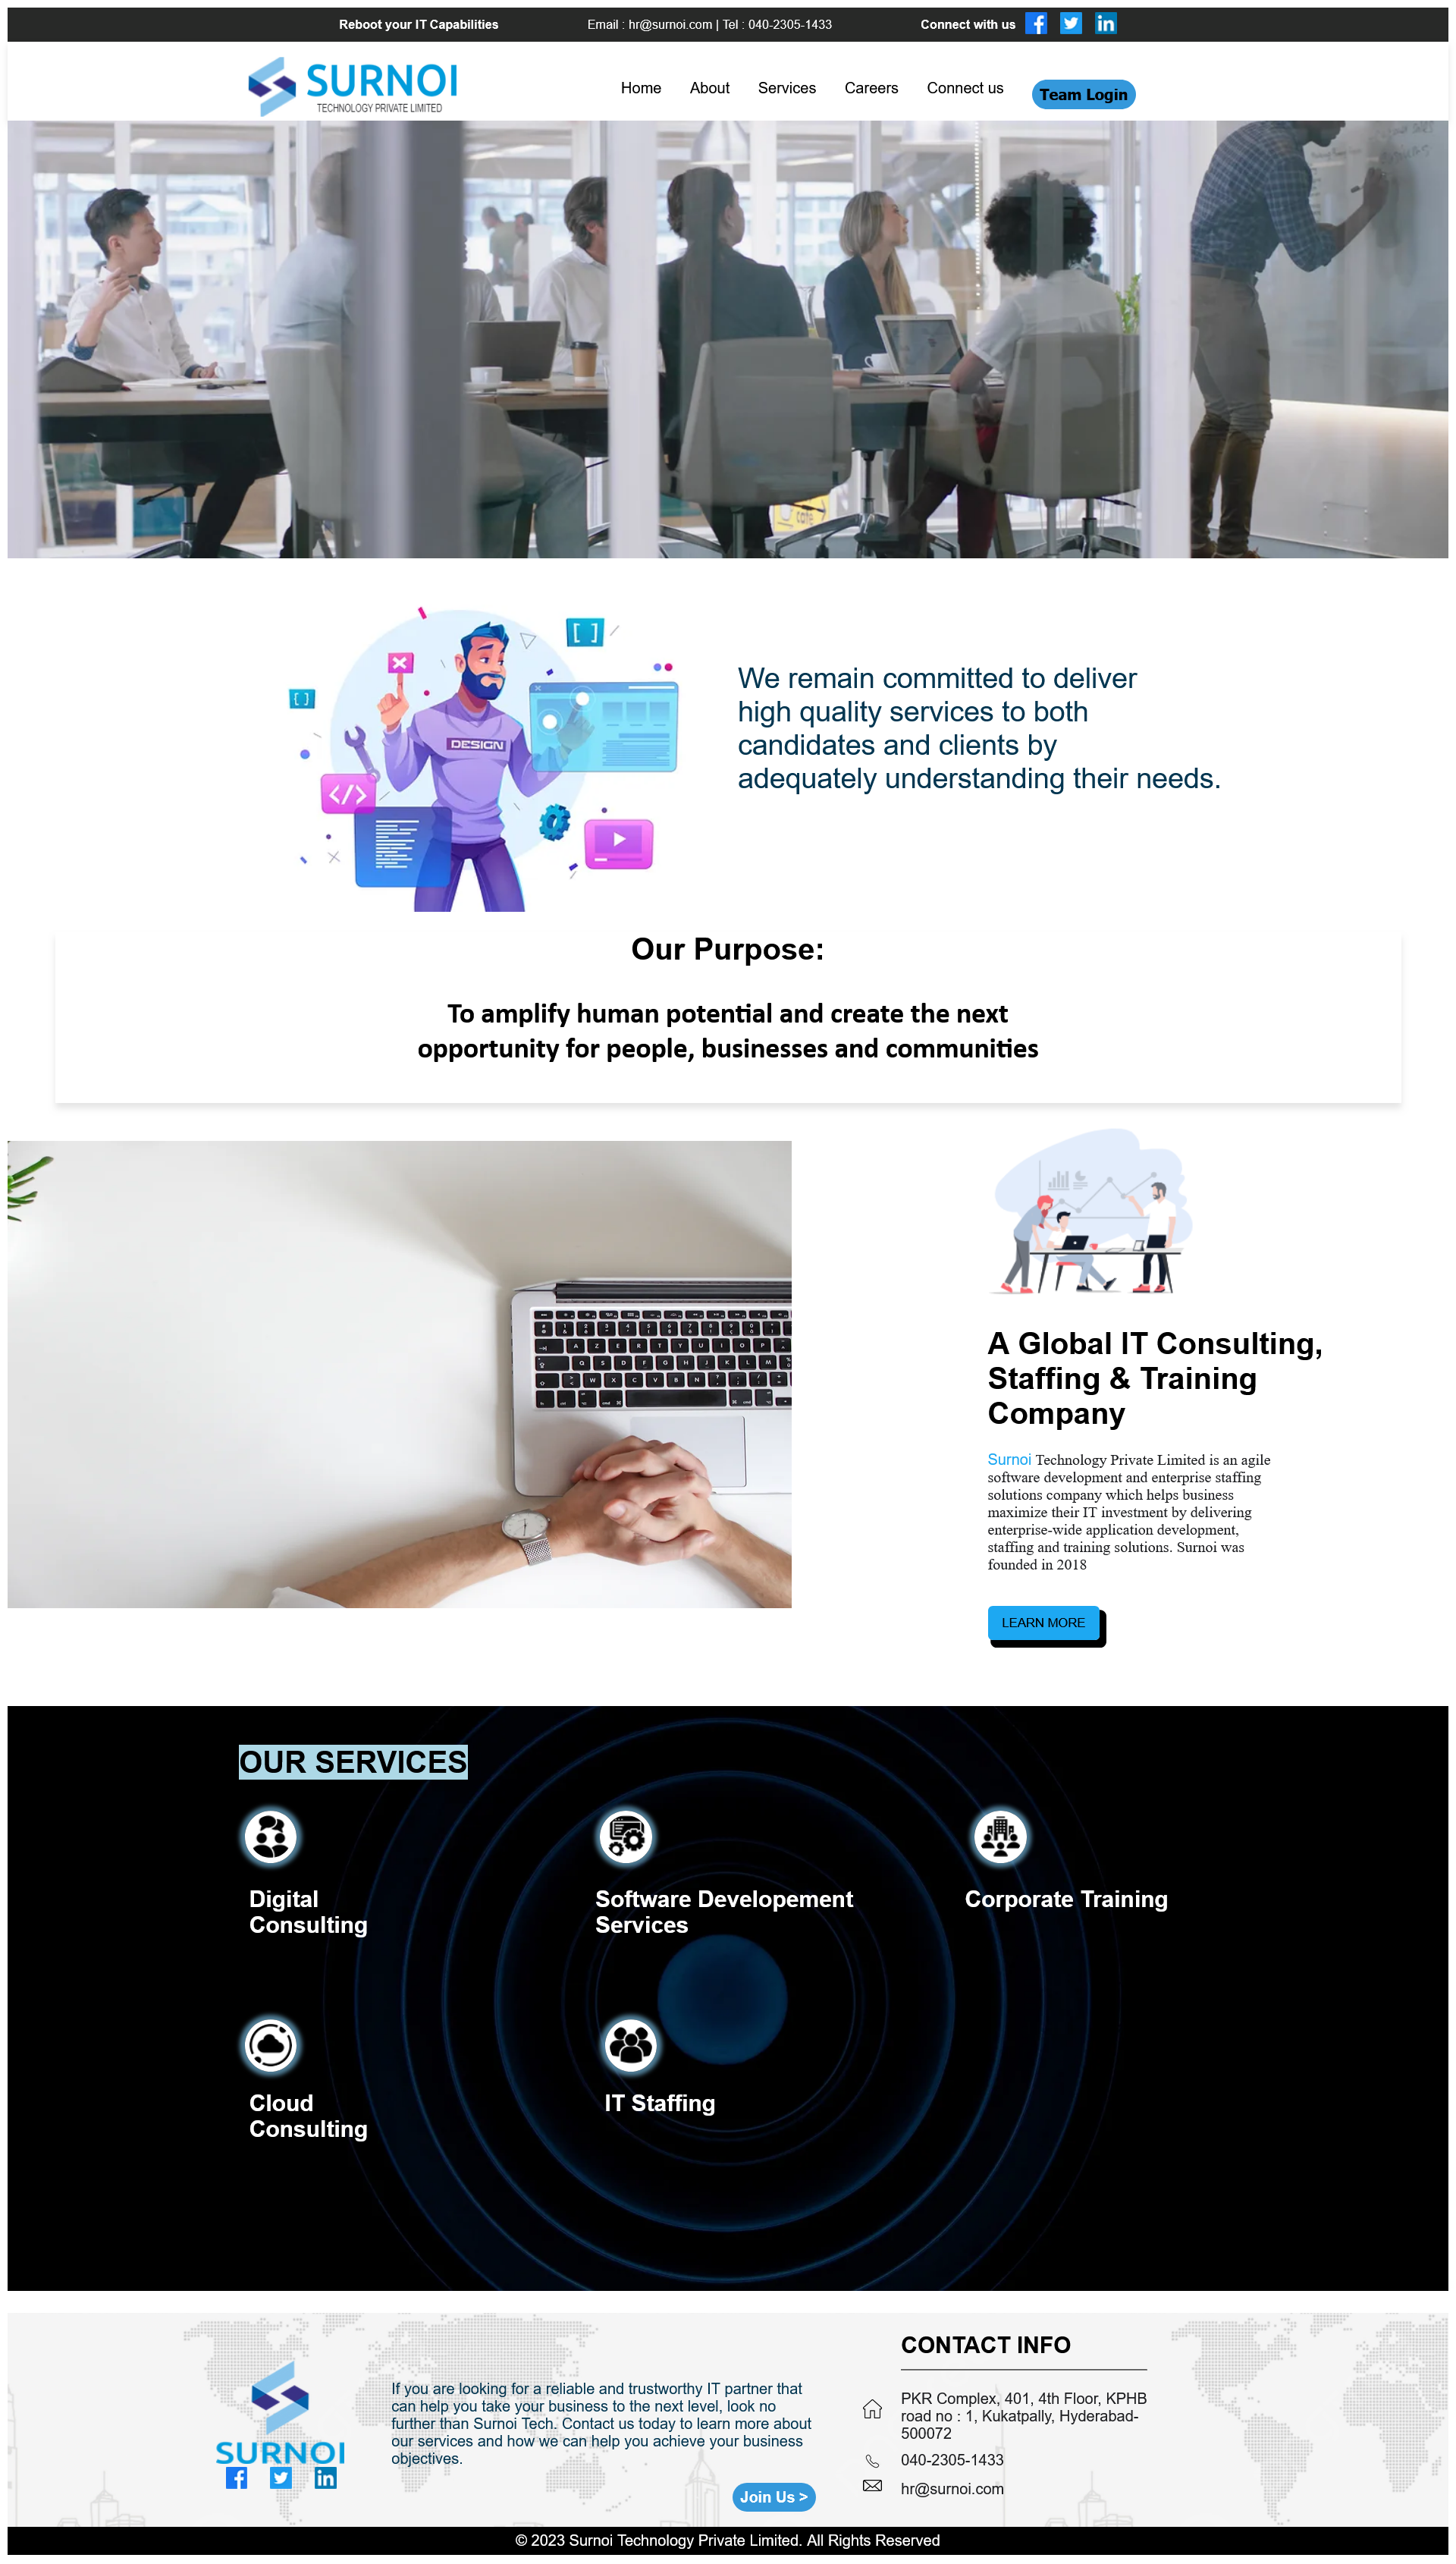 Reboot your IT Capabilities
Email : hr@surnoi.com | Tel : 040-2305-1433
Connect with us
SURNOI
TECHNOLOGY PRIVATE LIMITED
Home
About
Services
Careers
Connect us
Team Login
cafe
DESIGN
We remain committed to deliver
high quality services to both
candidates and clients by
adequately understanding their needs.
Our Purpose:
To amplify human potential and create the next
opportunity for people, businesses and communities
A Global IT Consulting,
Staffing & Training
Company
Surnoi Technology Private Limited is an agile
software development and enterprise staffing
solutions company which helps business
maximize their IT investment by delivering
enterprise-wide application development,
staffing and training solutions. Surnoi was
founded in 2018
LEARN MORE
OUR SERVICES
Digital
Consulting
Software Developement
Services
Corporate Training
Cloud
Consulting
IT Staffing
SURNOI
If you are looking for a reliable and trustworthy IT partner that
can help you take your business to the next level, look no
further than Surnoi Tech. Contact us today to learn more about
our services and how we can help you achieve your business
objectives.
Join Us >
CONTACT INFO
PKR Complex, 401, 4th Floor, KPHB
road no : 1, Kukatpally, Hyderabad-
500072
040-2305-1433
hr@surnoi.com
© 2023 Surnoi Technology Private Limited. All Rights Reserved